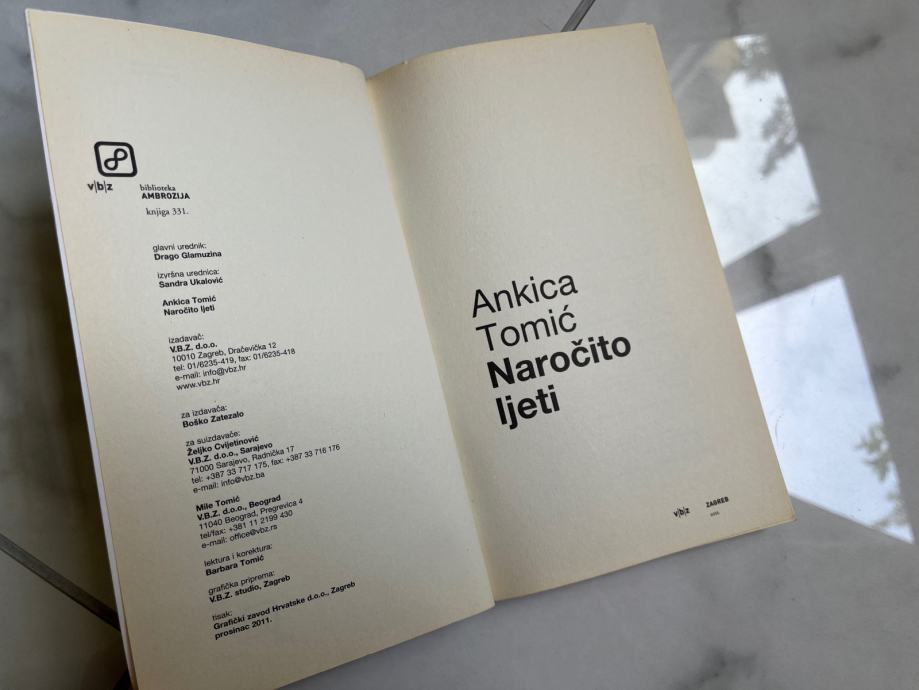 v|b|z
biblioteka
AMBROZIJA
knjiga 331.
glavni urednik:
Drago Glamuzina
izvršna urednica:
Sandra Ukalović
Ankica Tomić
Naročito ljeti
izadavač:
V.B.Z. d.o.o.
10010 Zagreb, Dračevička 12
tel: 01/6235-419, fax: 01/6235-418
e-mail: info@vbz.hr
www.vbz.hr
za izdavača:
Boško Zatezalo
za suizdavače:
Željko Cvijetinović
V.B.Z. d.o.o., Sarajevo
71000 Sarajevo, Radnička 17
tel: +387 33 717 175, fax: +387 33 716 176
e-mail: info@vbz.ba
Mile Tomić
V.B.Z. d.o.o., Beograd
11040 Beograd, Pregrevica 4
tel/fax: +381 11 2199 430
e-mail: office@vbz.rs
lektura i korektura:
Barbara Tomić
grafička priprema:
V.B.Z. studio, Zagreb
tisak:
Grafički zavod Hrvatske d.o.o., Zagreb
prosinac 2011.
Ankica
Tomić
Naročito
ljeti
v|b|z ZAGREB